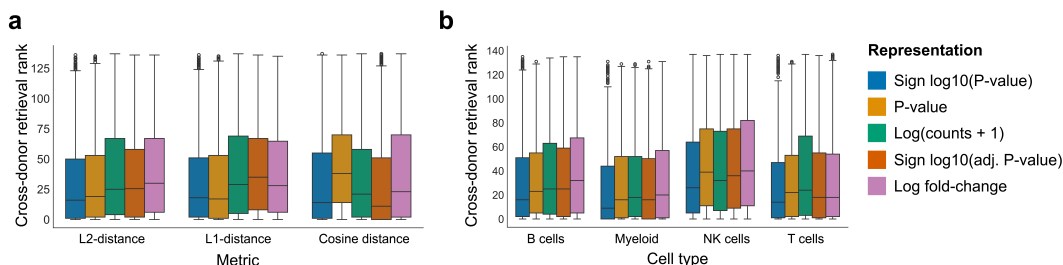 a
Cross-donor retrieval rank
125
100
75
50
25
0
L2-distance
L1-distance
Cosine distance
Metric
b
Cross-donor retrieval rank
140
120
100
80
60
40
20
0
B cells
Myeloid
NK cells
T cells
Cell type
Representation
Sign log10(P-value)
P-value
Log(counts + 1)
Sign log10(adj. P-value)
Log fold-change